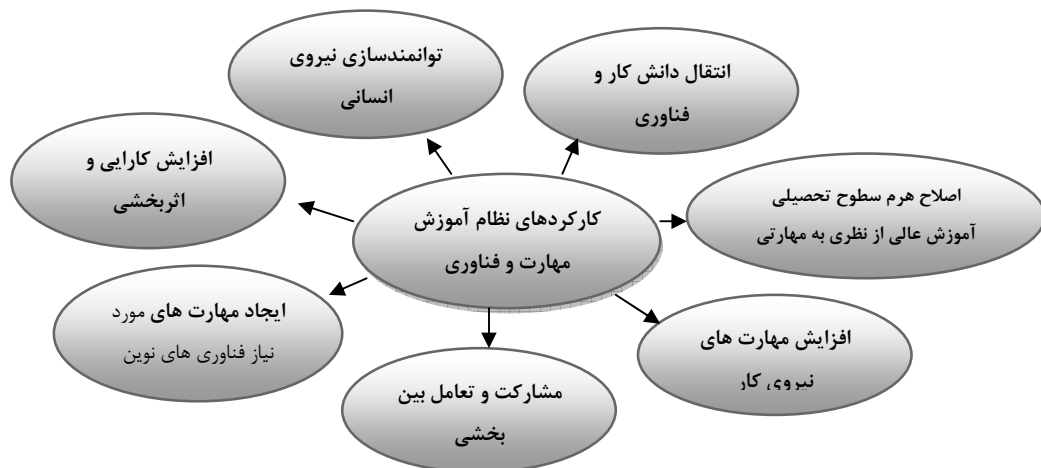 توانمندسازی نیروی
انسانی
انتقال دانش کار و
فناوری
افزایش کارایی و
اثربخشی
اصلاح هرم سطوح تحصیلی
آموزش عالی از نظری به مهارتی
کارکردهای نظام آموزش
مهارت و فناوری
ایجاد مهارت های مورد
نیاز فناوری های نوین
افزایش مهارت های
نیروی کار
مشارکت و تعامل بین
بخشی